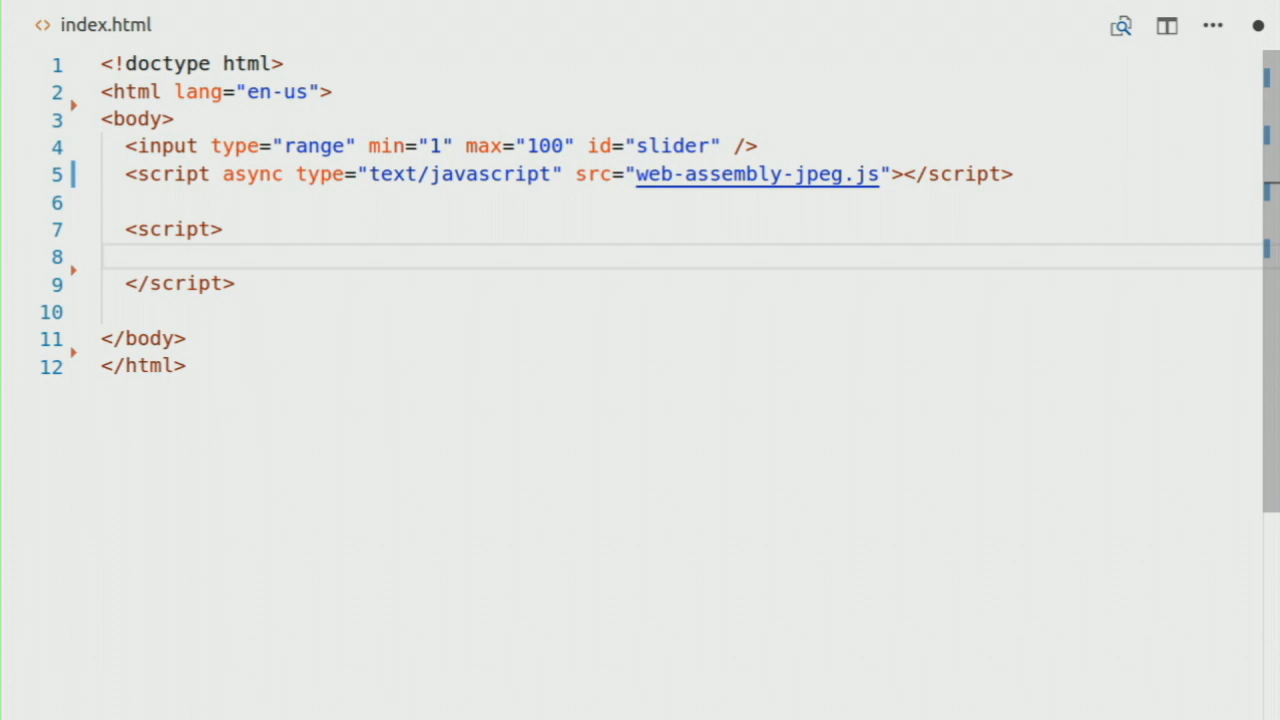 index.html
1 <!doctype html>
2 <html lang="en-us">
3 <body>
4 <input type="range" min="1" max="100" id="slider" />
5 <script async type="text/javascript" src="web-assembly-jpeg.js"></script>
6
7 <script>
8
9 </script>
10
11 </body>
12 </html>